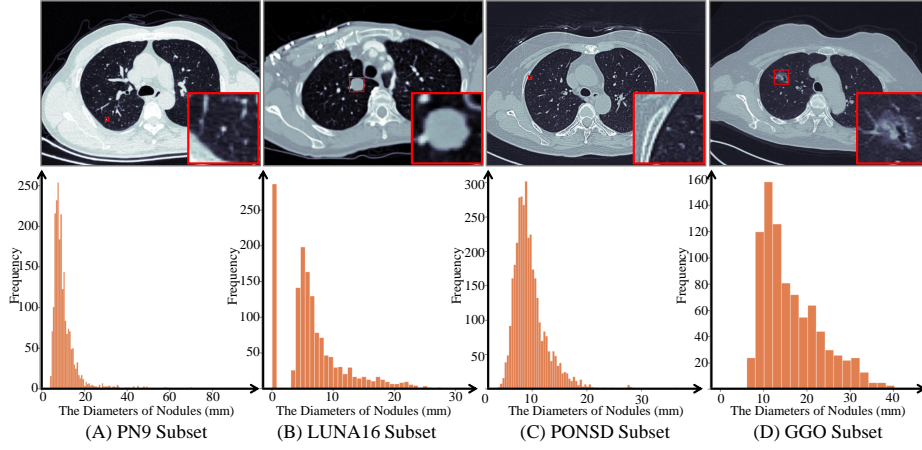 250
200
150
100
50
0
Frequency
0 20 40 60 80
The Diameters of Nodules (mm)
(A) PN9 Subset
250
200
150
100
50
Frequency
0 10 20 30
The Diameters of Nodules (mm)
(B) LUNA16 Subset
300
250
200
150
100
300
0
Frequency
0 10 20 30
The Diameters of Nodules (mm)
(C) PONSD Subset
160
140
120
100
80
60
40
20
Frequency
0 10 20 30 40
The Diameters of Nodules (mm)
(D) GGO Subset